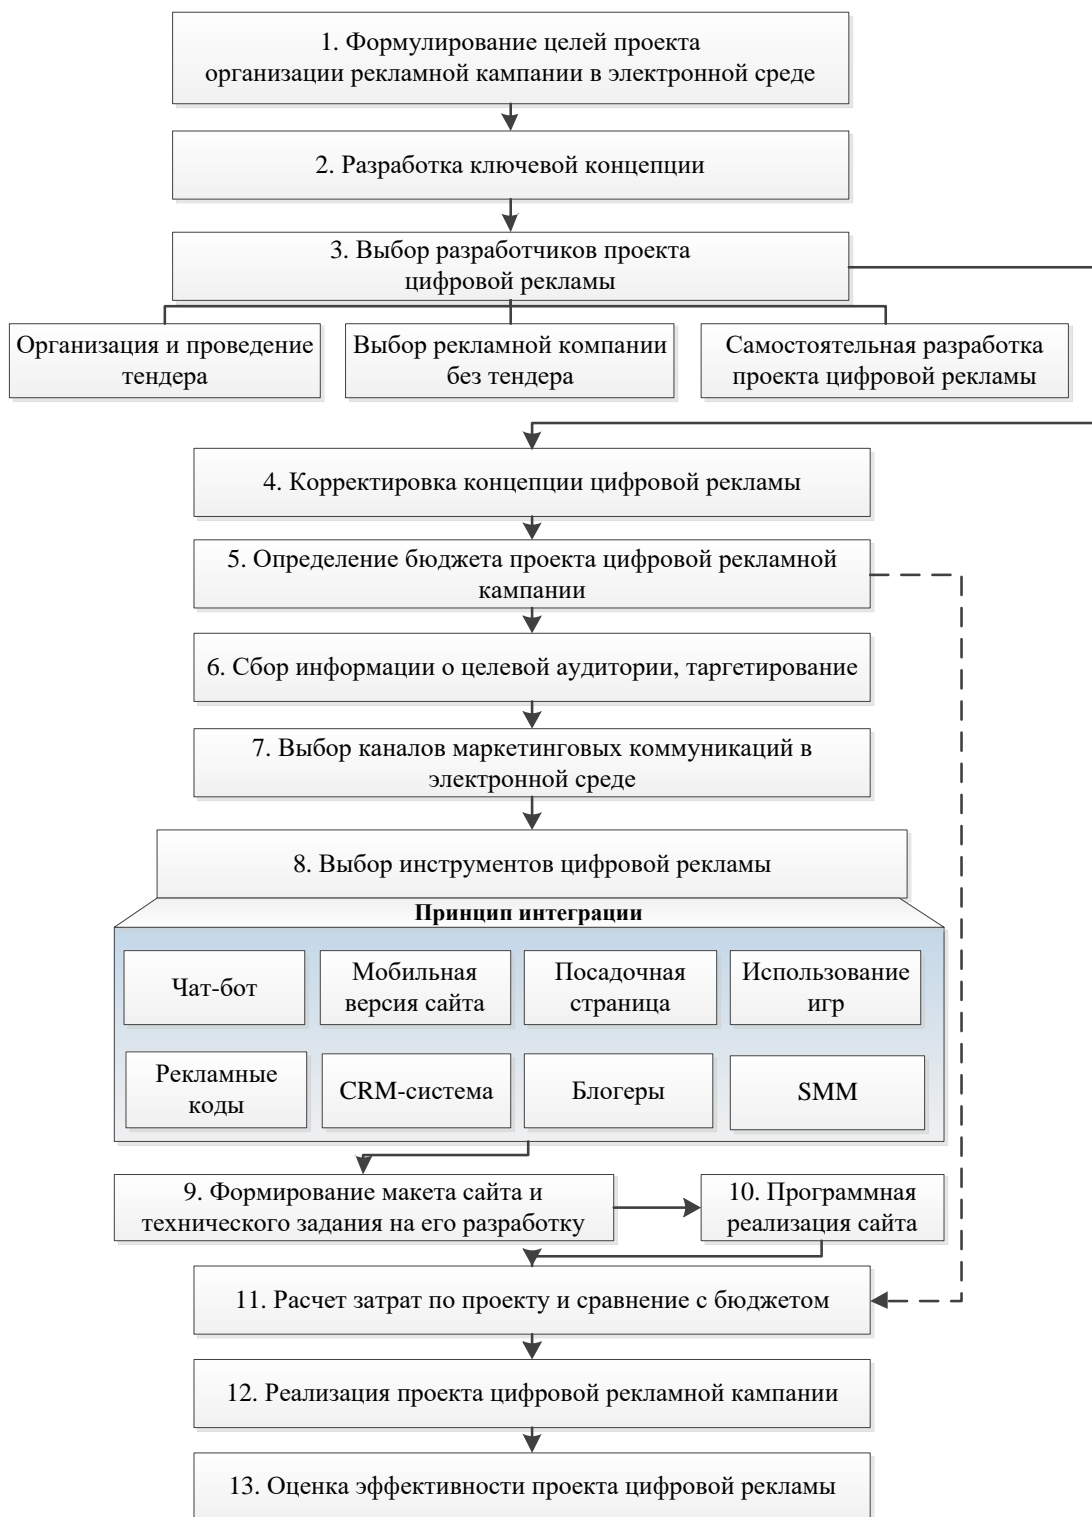 1. Формулирование целей проекта
организации рекламной кампании в электронной среде
2. Разработка ключевой концепции
3. Выбор разработчиков проекта
цифровой рекламы
Организация и проведение
тендера
Выбор рекламной компании
без тендера
Самостоятельная разработка
проекта цифровой рекламы
4. Корректировка концепции цифровой рекламы
5. Определение бюджета проекта цифровой рекламной
кампании
6. Сбор информации о целевой аудитории, таргетирование
7. Выбор каналов маркетинговых коммуникаций в
электронной среде
8. Выбор инструментов цифровой рекламы
Принцип интеграции
Чат-бот
Мобильная
версия сайта
Посадочная
страница
Использование
игр
Рекламные
коды
CRM-система
Блогеры
SMM
9. Формирование макета сайта и
технического задания на его разработку
10. Программная
реализация сайта
11. Расчет затрат по проекту и сравнение с бюджетом
12. Реализация проекта цифровой рекламной кампании
13. Оценка эффективности проекта цифровой рекламы